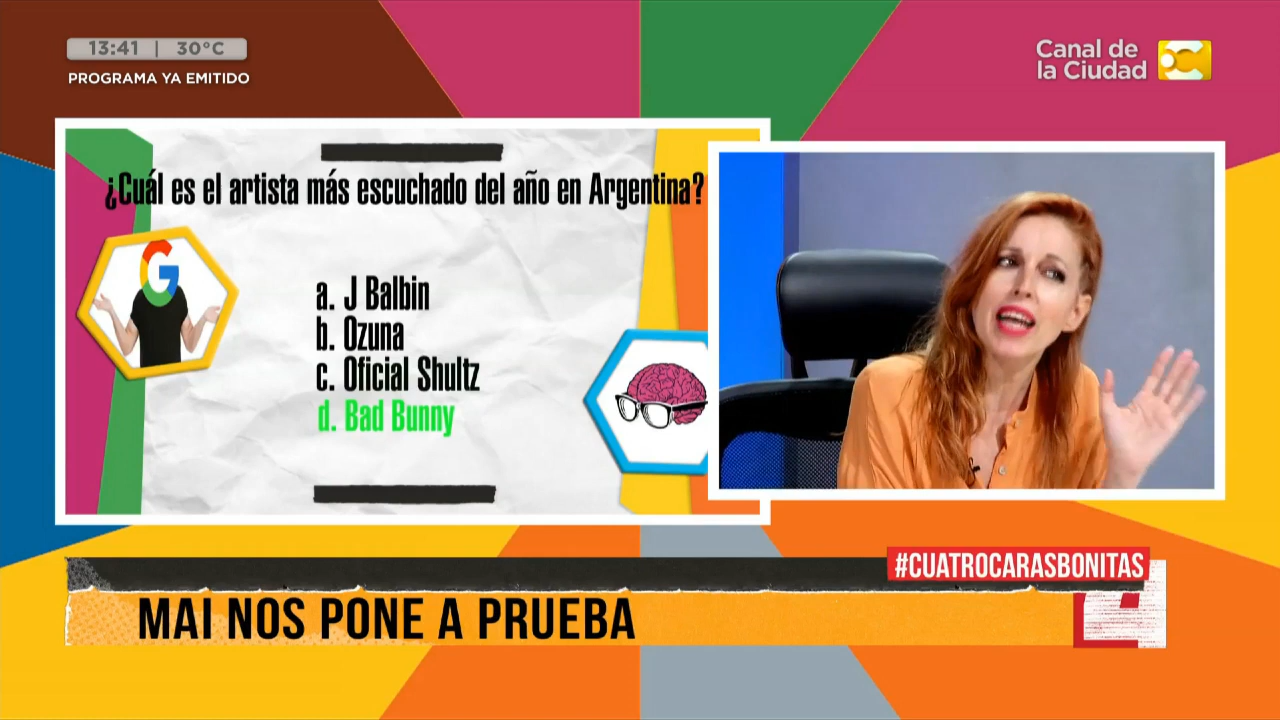 13:41 | 30°C
PROGRAMA YA EMITIDO
Canal de
la Ciudad
¿Cuál es el artista más escuchado del año en Argentina?
G
a. J Balbin
b. Ozuna
c. Oficial Shultz
d. Bad Bunny
#CUATROCARASBONITAS
MAI NOS PONE A PRUEBA